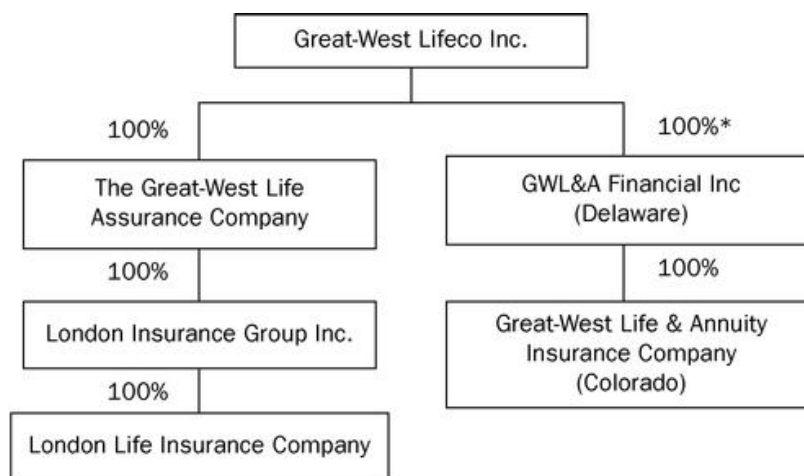 Great-West Lifeco Inc.
100%
100%*
The Great-West Life
Assurance Company
GWL&A Financial Inc
(Delaware)
100%
100%
London Insurance Group Inc.
Great-West Life & Annuity
Insurance Company
(Colorado)
100%
London Life Insurance Company